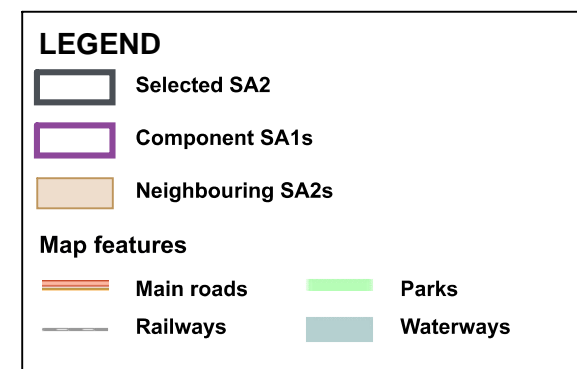 LEGEND
Selected SA2
Component SA1s
Neighbouring SA2s
Map features
Main roads
Parks
Railways
Waterways